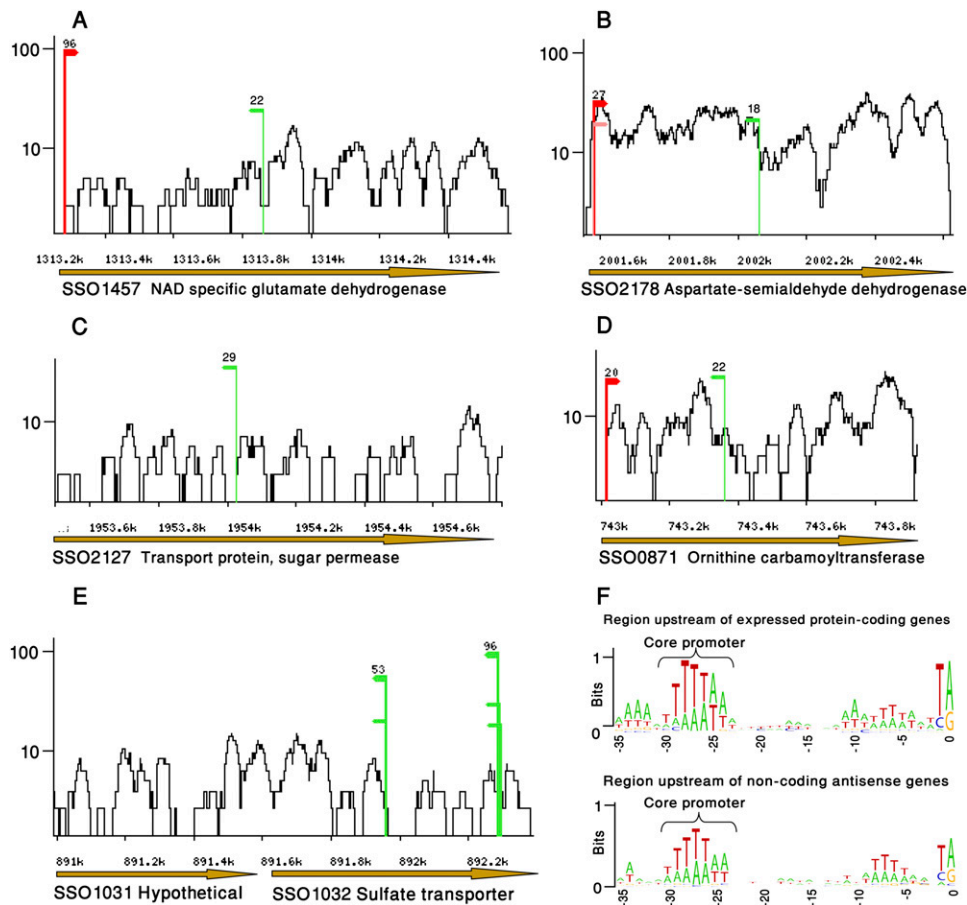 A
96
22
100
10
1313.2k 1313.4k 1313.6k 1313.8k 1314k 1314.2k 1314.4k
SSO1457 NAD specific glutamate dehydrogenase
B
27
18
100
10
2001.6k 2001.8k 2002k 2002.2k 2002.4k
SSO2178 Aspartate-semialdehyde dehydrogenase
C
29
10
1953.6k 1953.8k 1954k 1954.2k 1954.4k 1954.6k
SSO2127 Transport protein, sugar permease
D
20
22
10
743k 743.2k 743.4k 743.6k 743.8k
SSO0871 Ornithine carbamoyltransferase
E
53
96
100
10
891k 891.2k 891.4k 891.6k 891.8k 892k 892.2k
SSO1031 Hypothetical
SSO1032 Sulfate transporter
F
Region upstream of expressed protein-coding genes
Core promoter
Bits
1
0
-35 -30 -25 -20 -15 -10 -5 0
Region upstream of non-coding antisense genes
Core promoter
Bits
1
0
-35 -30 -25 -20 -15 -10 -5 0